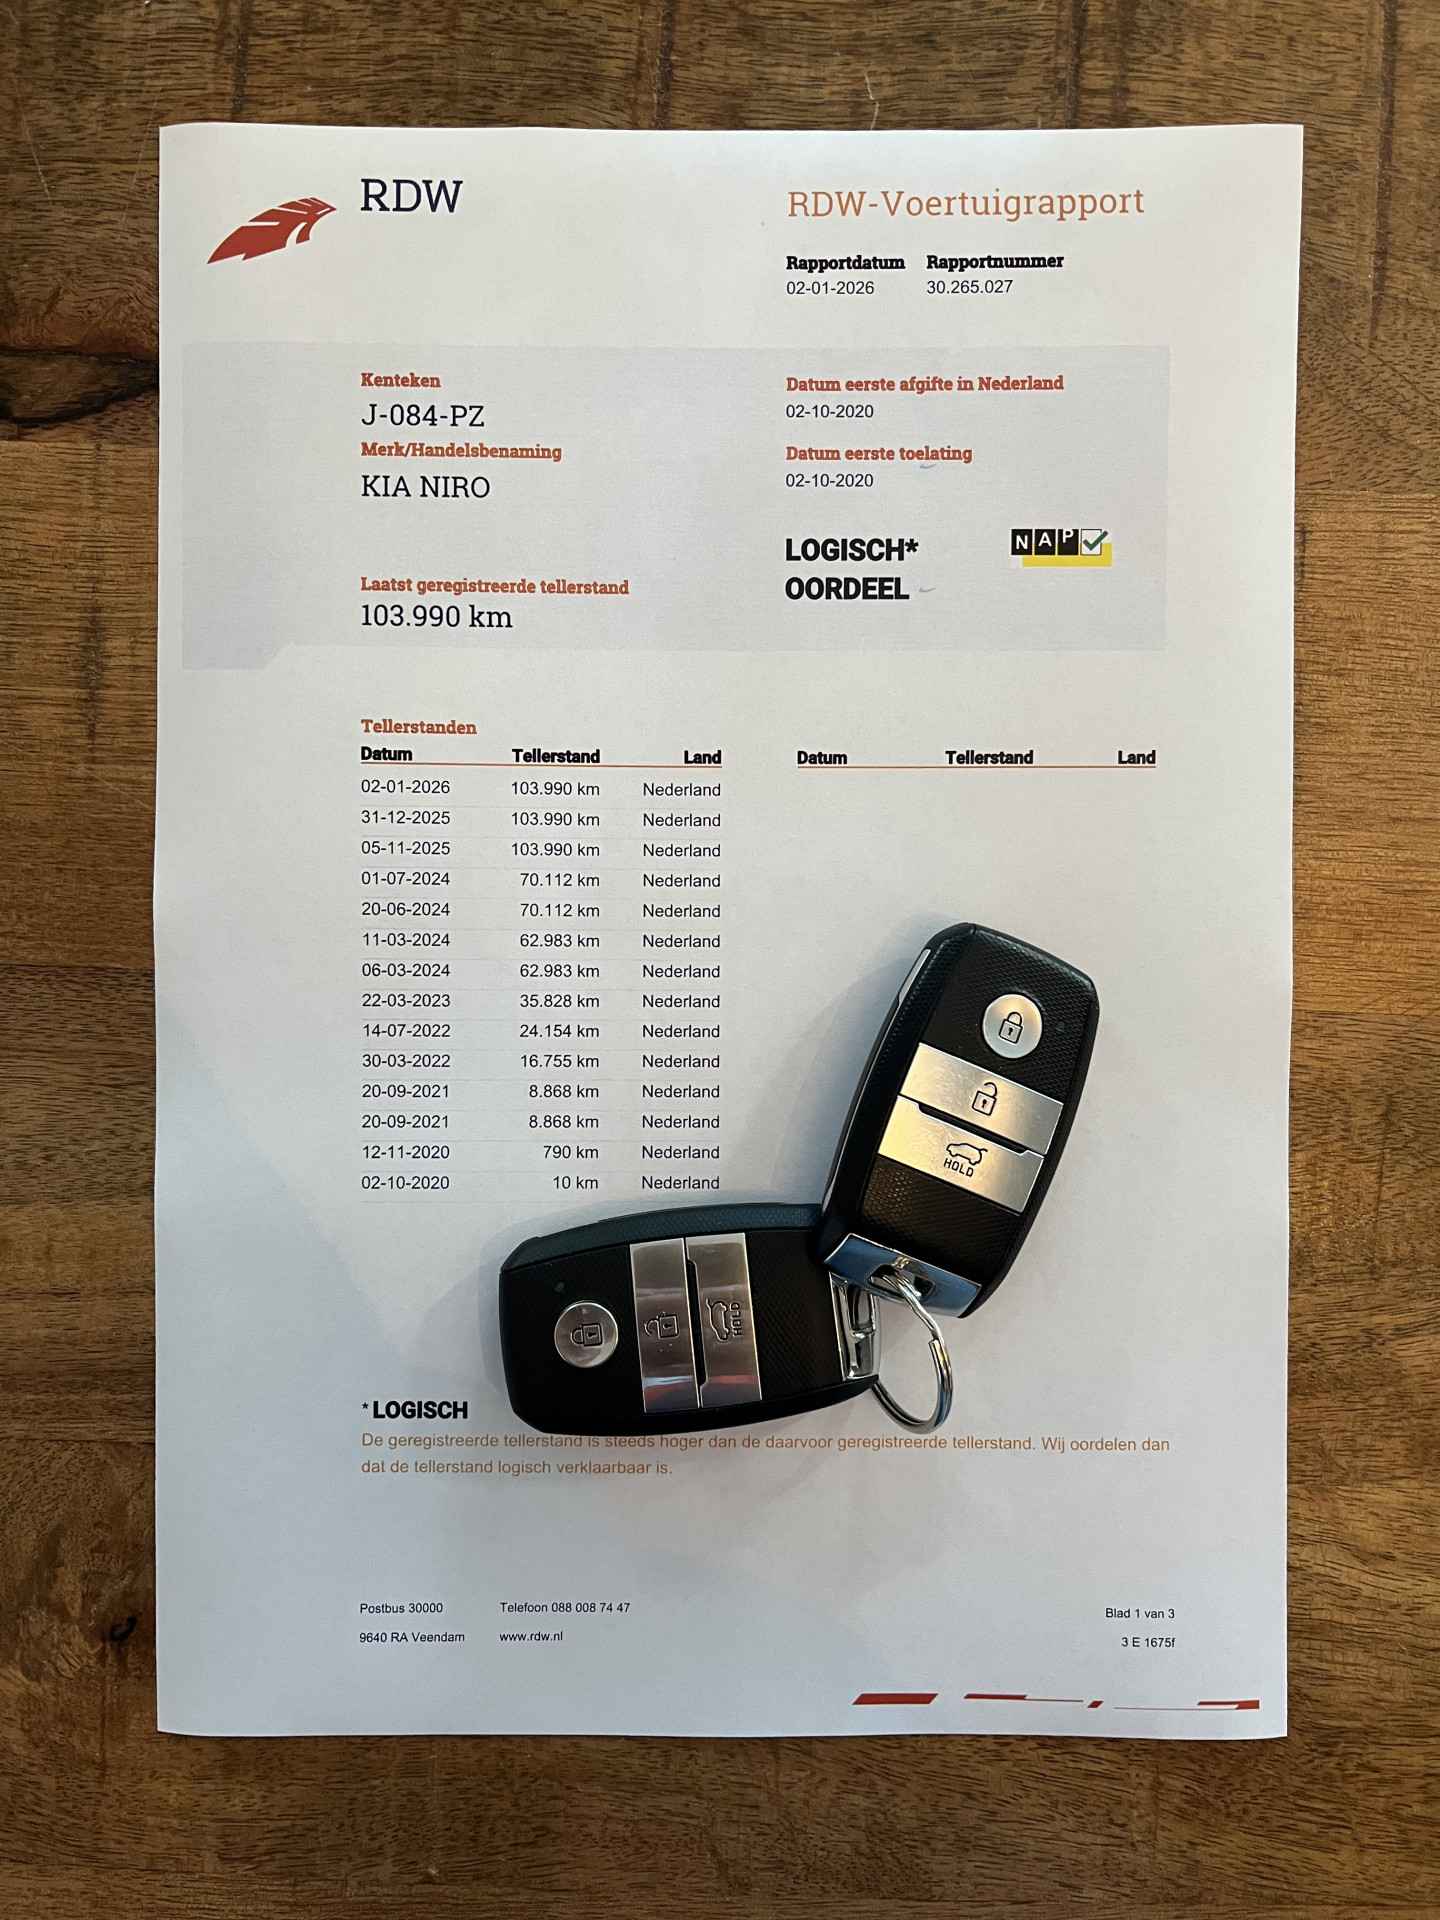 RDW
RDW-Voertuigrapport
Rapportdatum Rapportnummer
02-01-2026 30.265.027
Kenteken
J-084-PZ
Merk/Handelsbenaming
KIA NIRO
Laatst geregistreerde tellerstand
103.990 km
Datum eerste afgifte in Nederland
02-10-2020
Datum eerste toelating
02-10-2020
LOGISCH*
OORDEEL
NAP
Tellerstanden
Datum Tellerstand Land
02-01-2026 103.990 km Nederland
31-12-2025 103.990 km Nederland
05-11-2025 103.990 km Nederland
01-07-2024 70.112 km Nederland
20-06-2024 70.112 km Nederland
11-03-2024 62.983 km Nederland
06-03-2024 62.983 km Nederland
22-03-2023 35.828 km Nederland
14-07-2022 24.154 km Nederland
30-03-2022 16.755 km Nederland
20-09-2021 8.868 km Nederland
20-09-2021 8.868 km Nederland
12-11-2020 790 km Nederland
02-10-2020 10 km Nederland
Datum Tellerstand Land
HOLD
HOLD
* LOGISCH
De geregistreerde tellerstand is steeds hoger dan de daarvoor geregistreerde tellerstand. Wij oordelen dan
dat de tellerstand logisch verklaarbaar is.
Postbus 30000 Telefoon 088 008 74 47
9640 RA Veendam www.rdw.nl
Blad 1 van 3
3 E 1675f